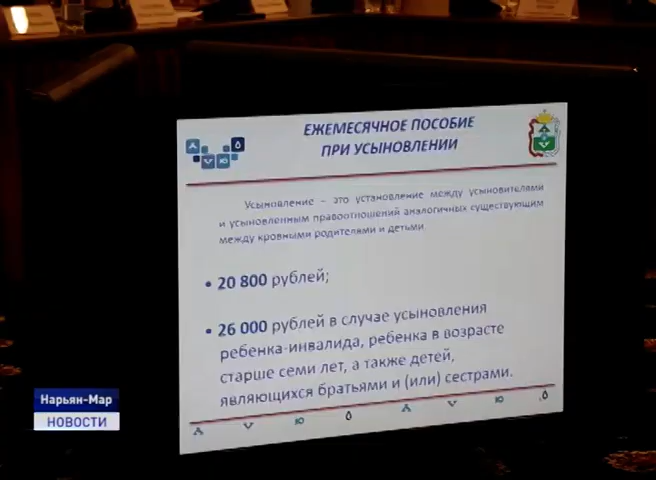 ЕЖЕМЕСЯЧНОЕ ПОСОБИЕ
ПРИ УСЫНОВЛЕНИИ
Усыновление – это установление между усыновителями
и усыновленным правоотношений аналогичных существующим
между кровными родителями и детьми
• 20 800 рублей;
• 26 000 рублей в случае усыновления
ребенка-инвалида, ребенка в возрасте
старше семи лет, а также детей,
являющихся братьями и (или) сестрами.
Нарьян-Мар
НОВОСТИ